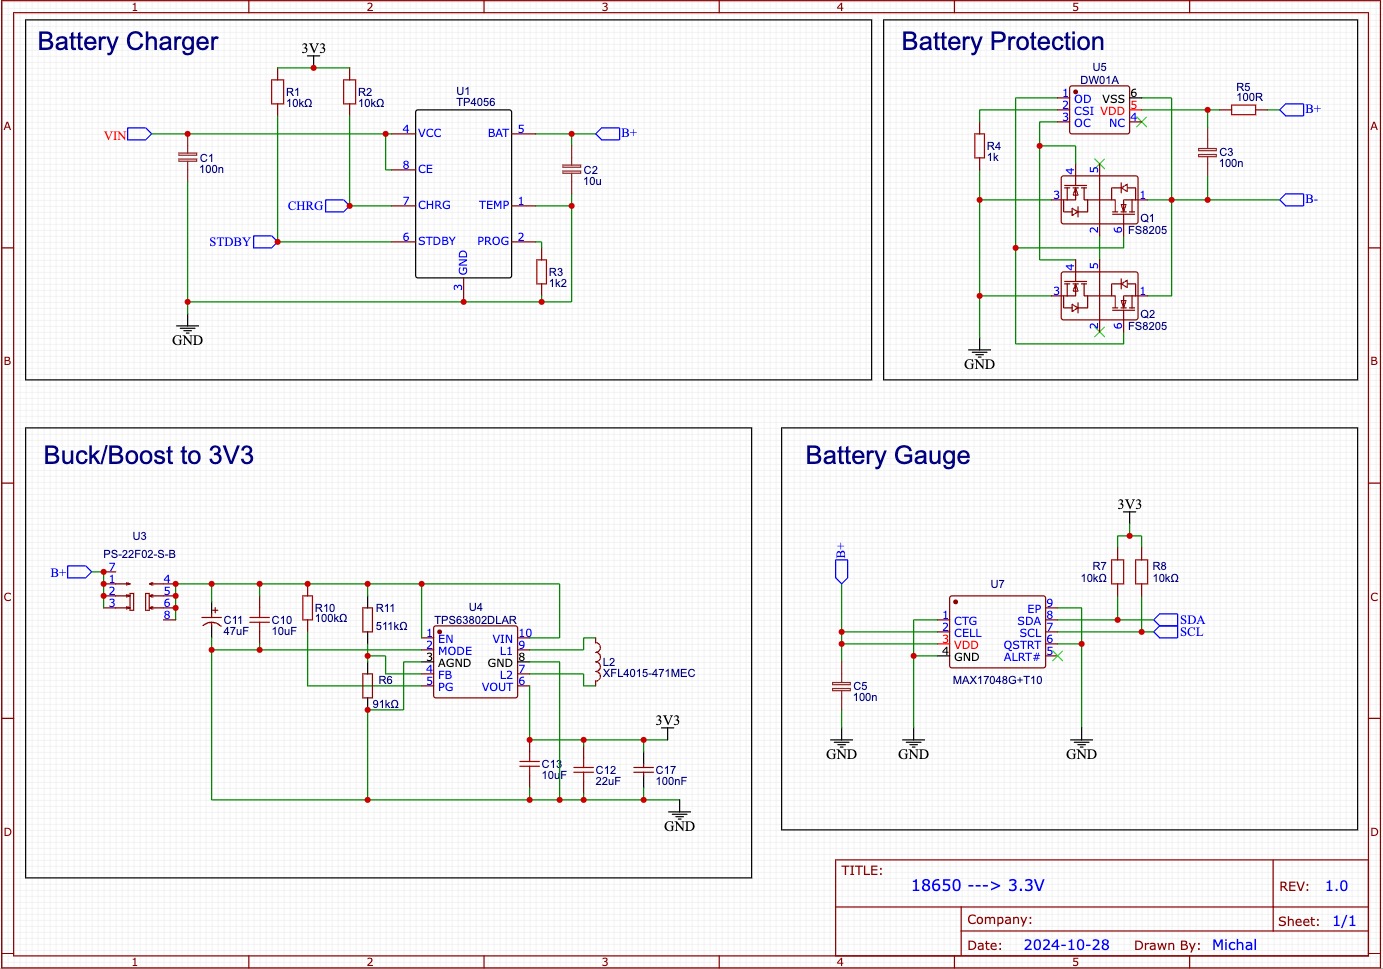 1 2 3 4 5
A
B
C
D
A
B
C
D
Battery Charger
3V3
R1
10kΩ
R2
10kΩ
U1
TP4056
VIN
C1
100n
4 VCC
8 CE
CHRG
7 CHRG
STDBY
6 STDBY
BAT 5
TEMP 1
PROG 2
GND
3
B+
C2
10u
R3
1k2
GND
Battery Protection
U5
DW01A
1 OD
2 CSI
3 OC
VSS 6
VDD 5
NC 4
R5
100R
B+
R4
1k
C3
100n
4 5
3 1
2 6
Q1
FS8205
B-
4 5
3 1
2 6
Q2
FS8205
GND
Buck/Boost to 3V3
U3
PS-22F02-S-B
B+
7
1
2
3
4
5
6
8
C11
47uF
C10
10uF
R10
100kΩ
R11
511kΩ
R6
91kΩ
U4
TPS63802DLAR
1 EN
2 MODE
3 AGND
4 FB
5 PG
VIN 10
L1 9
GND 8
L2 7
VOUT 6
L2
XFL4015-471MEC
3V3
C13
10uF
C12
22uF
C17
100nF
GND
Battery Gauge
3V3
B+
R7
10kΩ
R8
10kΩ
U7
1 CTG
2 CELL
3 VDD
4 GND
EP 9
SDA 8
SCL 7
QSTRT 6
ALRT# 5
SDA
SCL
MAX17048G+T10
C5
100n
GND
GND
GND
TITLE:
18650 ---> 3.3V
REV: 1.0
Company:
Sheet: 1/1
Date: 2024-10-28 Drawn By: Michal
1 2 3 4 5